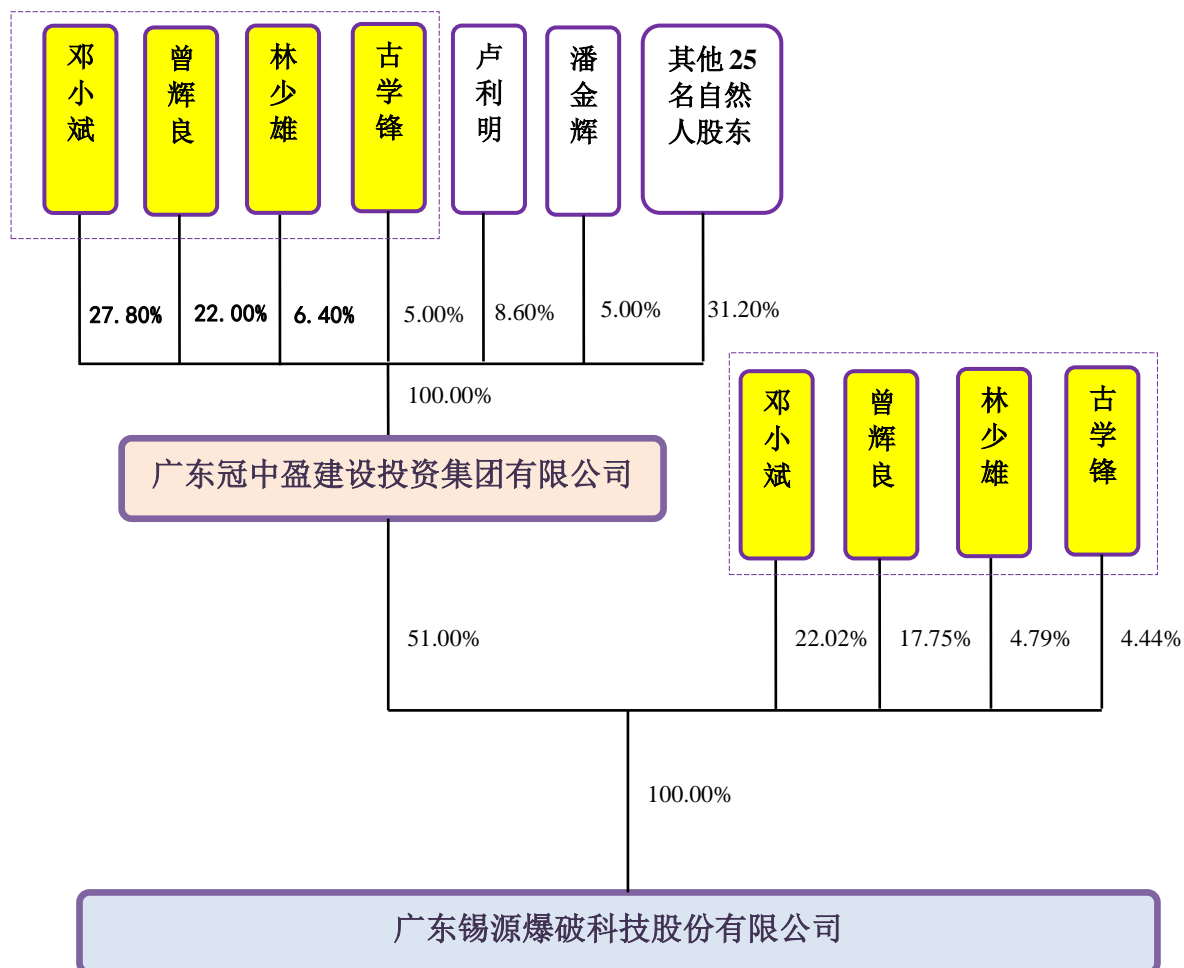 邓小斌
曾辉良
林少雄
古学锋
卢利明
潘金辉
其他 25
名自然
人股东
27.80%
22.00%
6.40%
5.00%
8.60%
5.00%
31.20%
100.00%
广东冠中盈建设投资集团有限公司
邓小斌
曾辉良
林少雄
古学锋
51.00%
22.02%
17.75%
4.79%
4.44%
100.00%
广东锡源爆破科技股份有限公司